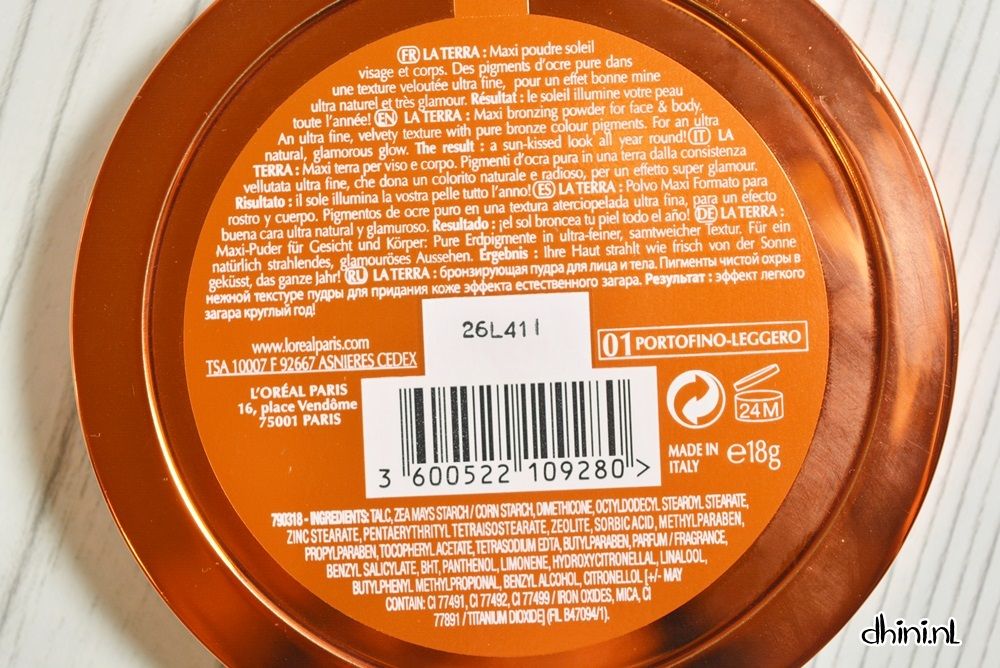 FR LA TERRA : Maxi poudre soleil
visage et corps. Des pigments d'ocre pure dans
une texture veloutée ultra fine, pour un effet bonne mine
ultra naturel et très glamour. Résultat : le soleil illumine votre peau
toute l'année! EN LA TERRA : Maxi bronzing powder for face & body.
An ultra fine, velvety texture with pure bronze colour pigments. For an ultra
natural, glamorous glow. The result : a sun-kissed look all year round! IT LA
TERRA : Maxi terra per viso e corpo. Pigmenti d'ocra pura in una terra dalla consistenza
vellutata ultra fine, che dona un colorito naturale e radioso, per un effetto super glamour.
Risultato : il sole illumina la vostra pelle tutto l'anno! ES LA TERRA : Polvo Maxi Formato para
rostro y cuerpo. Pigmentos de ocre puro en una textura aterciopelada ultra fina, para un efecto
buena cara ultra natural y glamuroso. Resultado : ¡el sol broncea tu piel todo el año! DE LA TERRA :
Maxi-Puder für Gesicht und Körper: Pure Erdpigmente in ultra-feiner, samtweicher Textur. Für ein
natürlich strahlendes, glamouröses Aussehen. Ergebnis : Ihre Haut strahlt wie frisch von der Sonne
geküsst, das ganze Jahr! RU LA TERRA : бронзирующая пудра для лица и тела. Пигменты чистой охры в
нежной текстуре пудры для придания коже эффекта естественного загара. Результат : эффект легкого
загара круглый год!
26L411
www.lorealparis.com
TSA 10007 F 92667 ASNIERES CEDEX
01 PORTOFINO-LEGGERO
L'ORÉAL PARIS
16, place Vendôme
75001 PARIS
24M
3 600522 109280 >
MADE IN
ITALY
e18g
790318 - INGREDIENTS: TALC, ZEA MAYS STARCH / CORN STARCH, DIMETHICONE, OCTYLDODECYL STEAROYL STEARATE,
ZINC STEARATE, PENTAERYTHRITYL TETRAISOSTEARATE, ZEOLITE, SORBIC ACID, METHYLPARABEN,
PROPYLPARABEN, TOCOPHERYL ACETATE, TETRASODIUM EDTA, BUTYLPARABEN, PARFUM / FRAGRANCE,
BENZYL SALICYLATE, BHT, PANTHENOL, LIMONENE, HYDROXYCITRONELLAL, LINALOOL,
BUTYLPHENYL METHYLPROPIONAL, BENZYL ALCOHOL, CITRONELLOL [+/- MAY
CONTAIN: CI 77491, CI 77492, CI 77499 / IRON OXIDES, MICA, CI
77891 / TITANIUM DIOXIDE] (FIL B47094/1).
dhini.nl